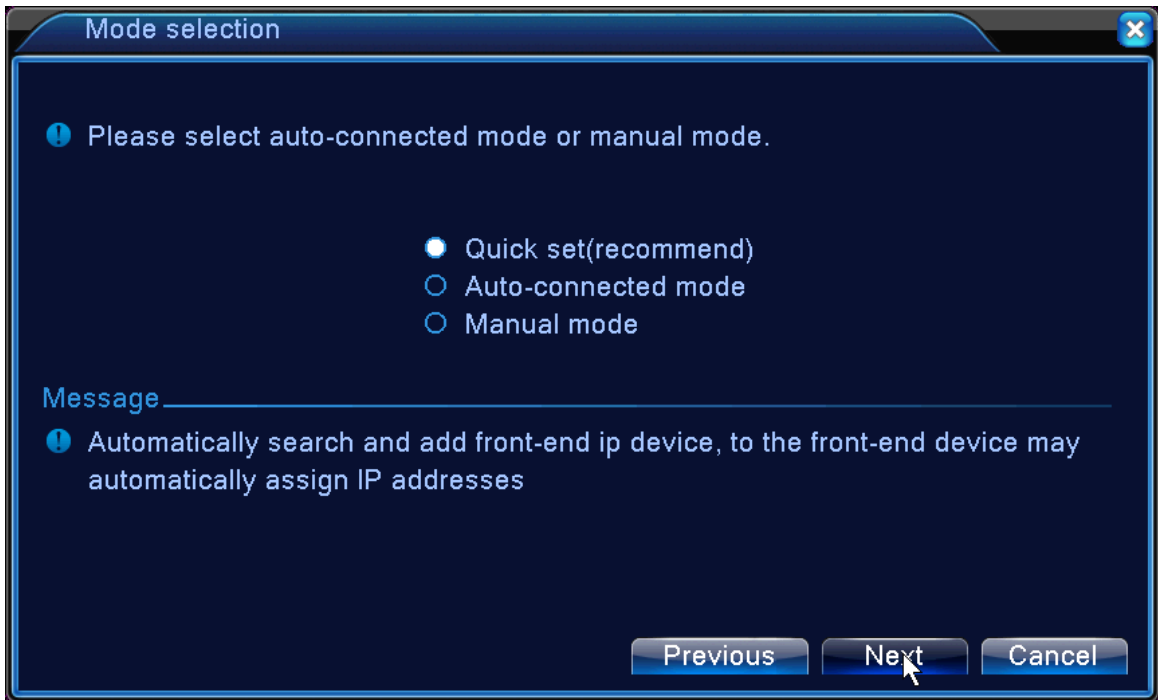 Mode selection
Please select auto-connected mode or manual mode.
Quick set(recommend)
Auto-connected mode
Manual mode
Message
Automatically search and add front-end ip device, to the front-end device may
automatically assign IP addresses
Previous Next Cancel